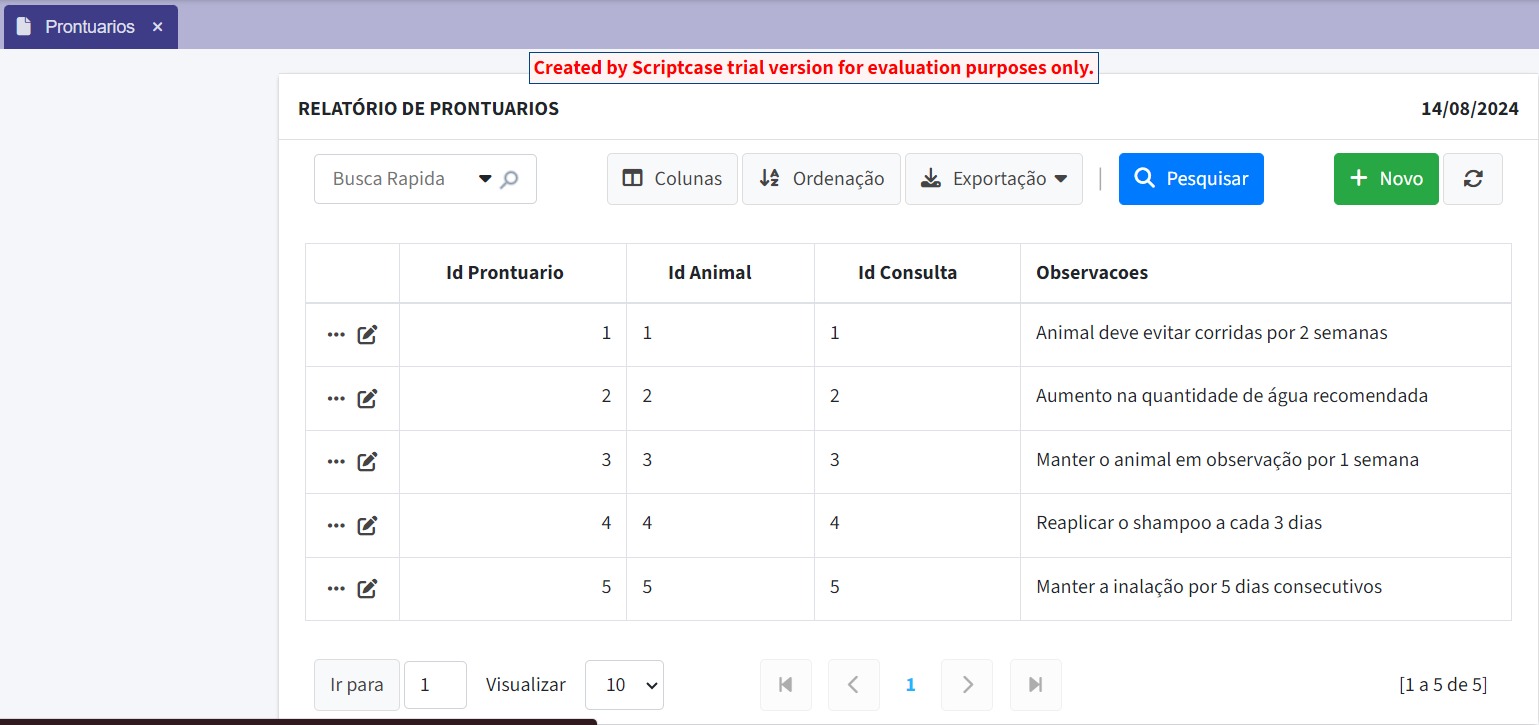 Prontuarios ×
Created by Scriptcase trial version for evaluation purposes only.
RELATÓRIO DE PRONTUARIOS 14/08/2024
Busca Rapida Colunas Ordenação Exportação | Pesquisar + Novo
Id Prontuario Id Animal Id Consulta Observacoes
1 1 1 Animal deve evitar corridas por 2 semanas
2 2 2 Aumento na quantidade de água recomendada
3 3 3 Manter o animal em observação por 1 semana
4 4 4 Reaplicar o shampoo a cada 3 dias
5 5 5 Manter a inalação por 5 dias consecutivos
Ir para 1 Visualizar 10 1 [1 a 5 de 5]